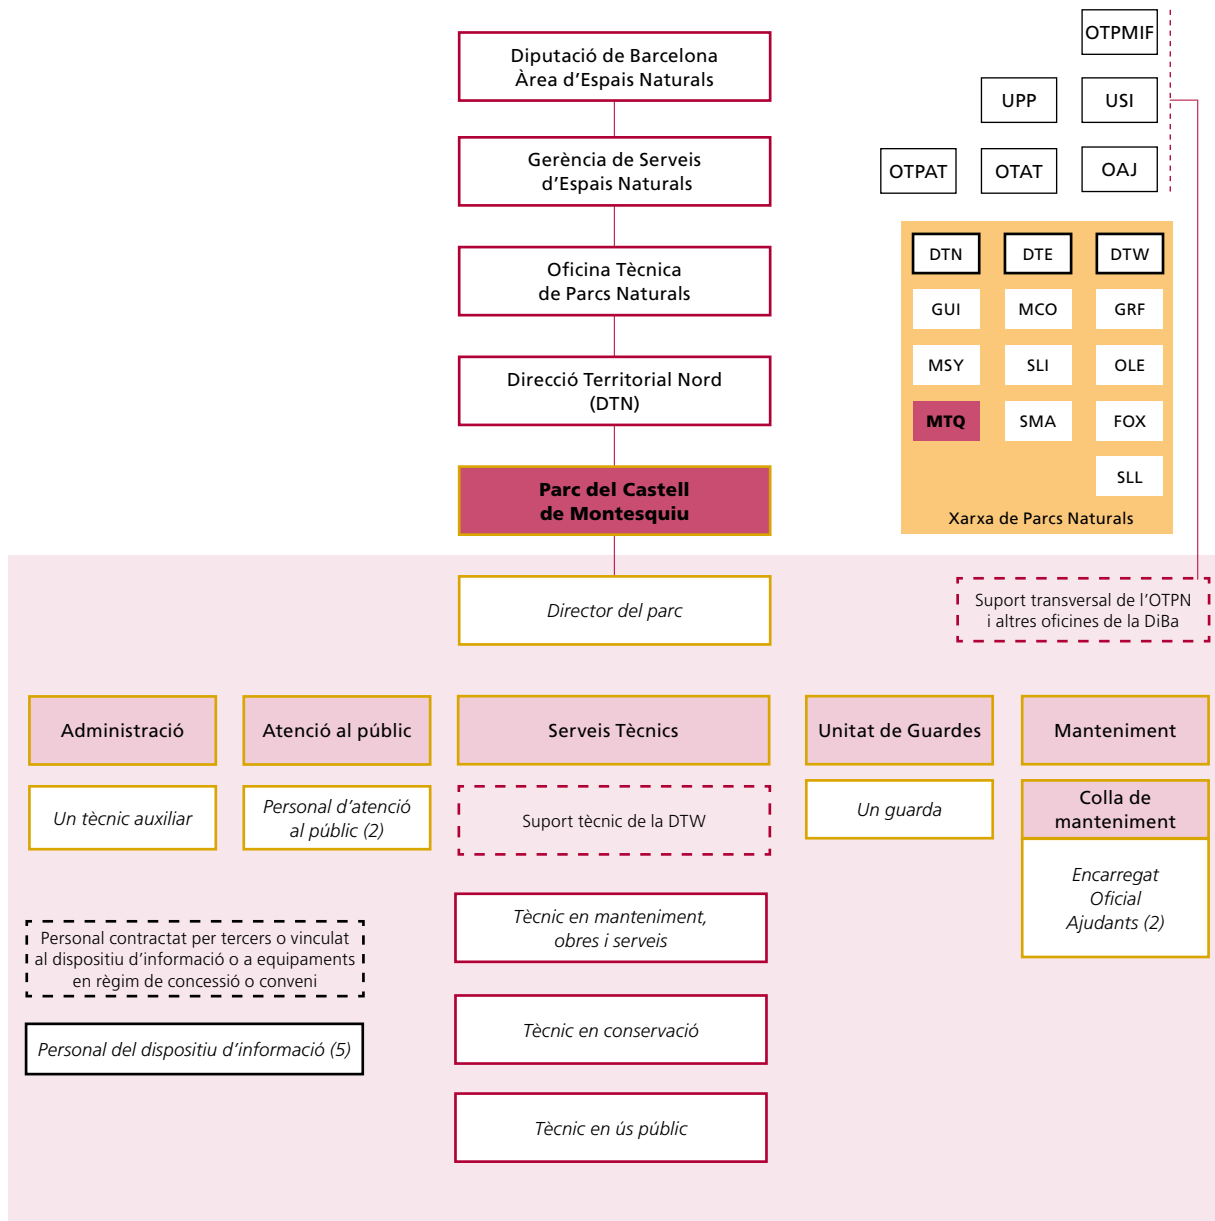 OTPMIF
Diputació de Barcelona
Àrea d'Espais Naturals
UPP
USI
Gerència de Serveis
d'Espais Naturals
OTPAT
OTAT
OAJ
Oficina Tècnica
de Parcs Naturals
DTN
DTE
DTW
GUI
MCO
GRF
MSY
SLI
OLE
MTQ
SMA
FOX
SLL
Xarxa de Parcs Naturals
Direcció Territorial Nord
(DTN)
Parc del Castell
de Montesquiu
Director del parc
Suport transversal de l'OTPN
i altres oficines de la DiBa
Administració
Atenció al públic
Serveis Tècnics
Unitat de Guardes
Manteniment
Un tècnic auxiliar
Personal d'atenció
al públic (2)
Suport tècnic de la DTW
Un guarda
Colla de
manteniment
Encarregat
Oficial
Ajudants (2)
Personal contractat per tercers o vinculat
al dispositiu d'informació o a equipaments
en règim de concessió o conveni
Personal del dispositiu d'informació (5)
Tècnic en manteniment,
obres i serveis
Tècnic en conservació
Tècnic en ús públic